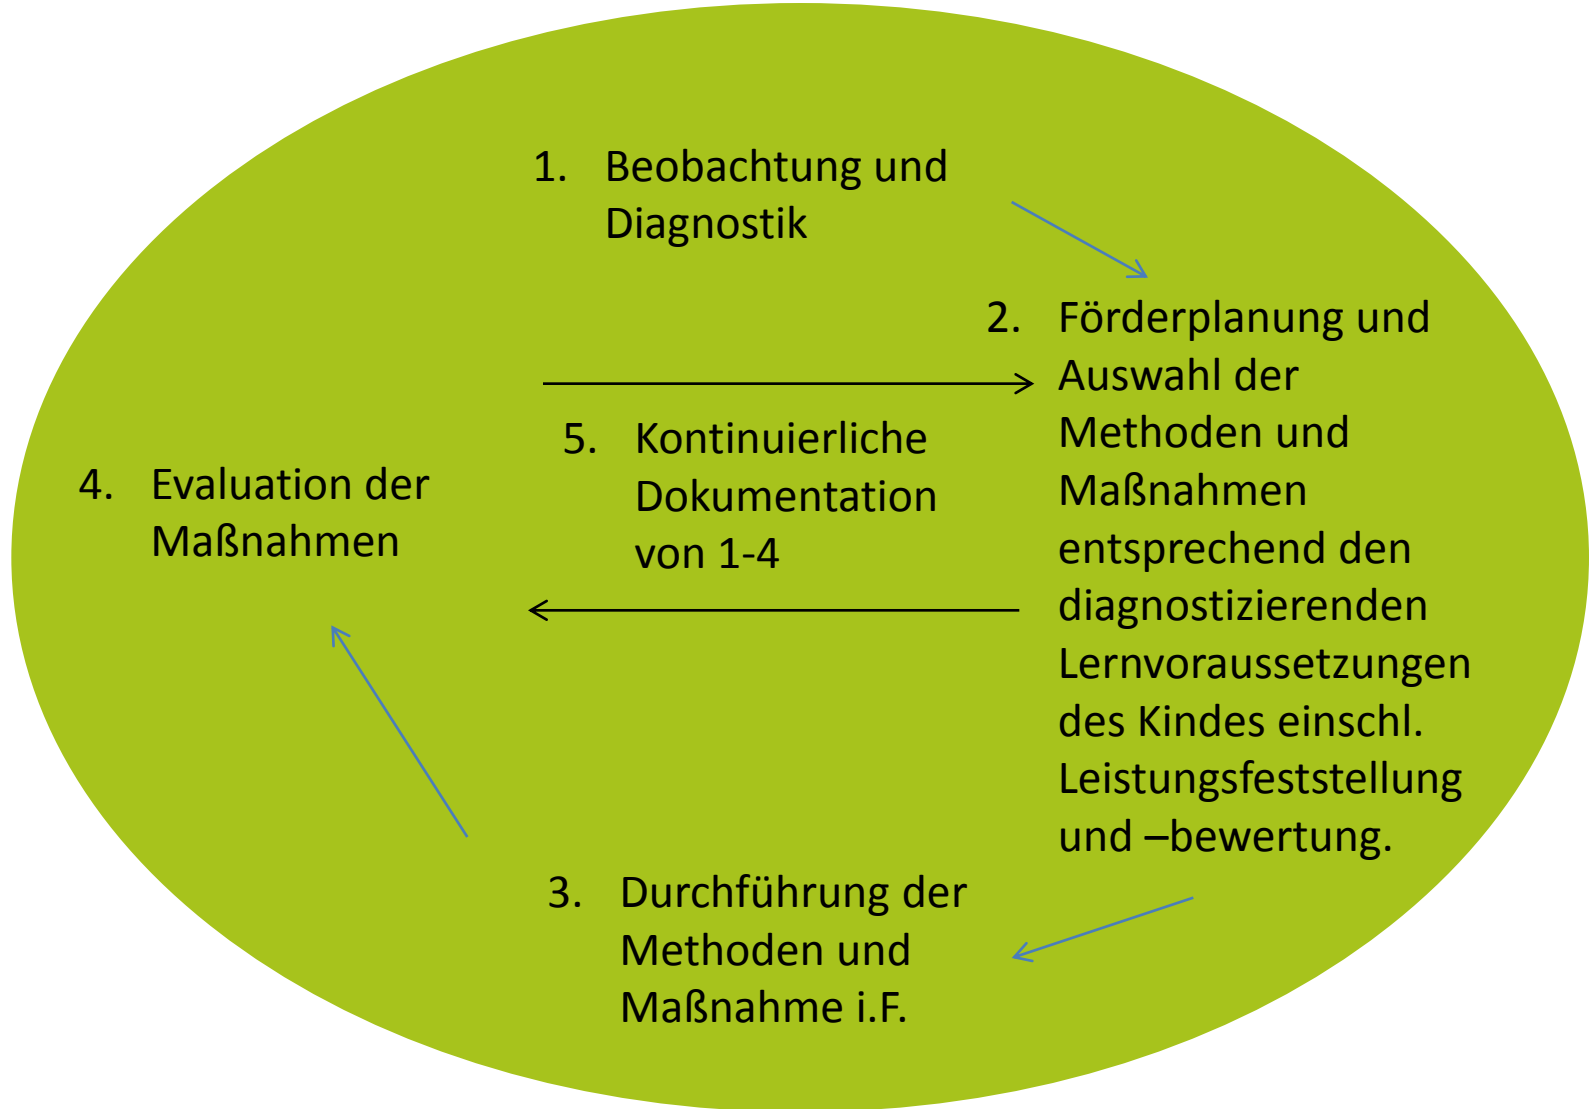 1. Beobachtung und
Diagnostik
2. Förderplanung und
Auswahl der
Methoden und
Maßnahmen
entsprechend den
diagnostizierenden
Lernvoraussetzungen
des Kindes einschl.
Leistungsfeststellung
und –bewertung.
3. Durchführung der
Methoden und
Maßnahme i.F.
4. Evaluation der
Maßnahmen
5. Kontinuierliche
Dokumentation
von 1-4